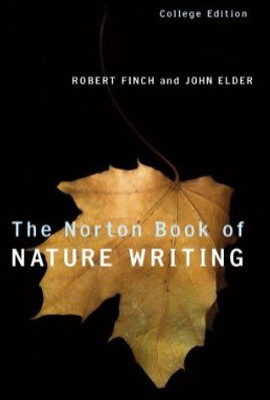 College Edition
ROBERT FINCH and JOHN ELDER
The Norton Book of
NATURE WRITING